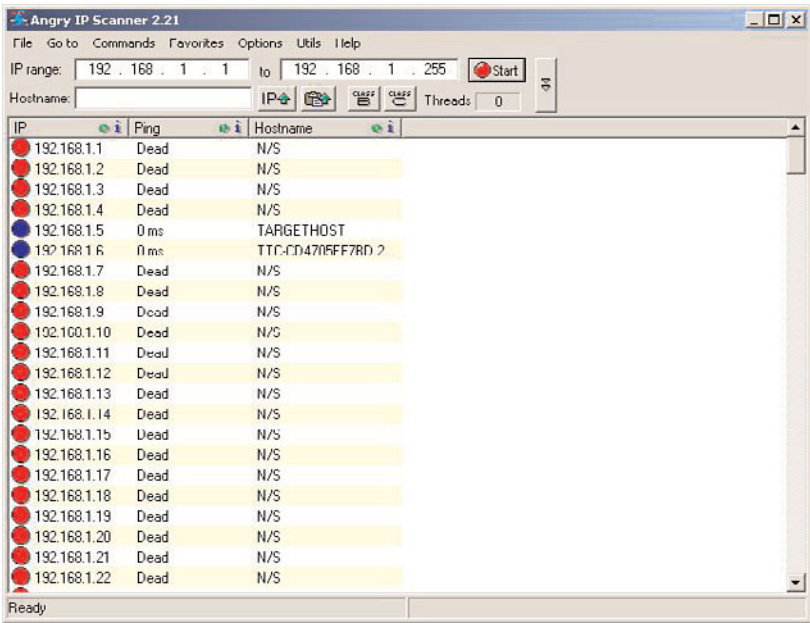 Angry IP Scanner 2.21
File Go to Commands Favorites Options Utils Help
IP range: 192 . 168 . 1 . 1 to 192 . 168 . 1 . 255 Start
Hostname: IP CLASS B CLASS C Threads 0
IP Ping Hostname
192.168.1.1 Dead N/S
192.168.1.2 Dead N/S
192.168.1.3 Dead N/S
192.168.1.4 Dead N/S
192.168.1.5 0 ms TARGETHOST
192.168.1.6 0 ms
192.168.1.7 Dead N/S
192.168.1.8 Dead N/S
192.168.1.9 Dead N/S
192.168.1.10 Dead N/S
192.168.1.11 Dead N/S
192.168.1.12 Dead N/S
192.168.1.13 Dead N/S
192.168.1.14 Dead N/S
192.168.1.15 Dead N/S
192.168.1.16 Dead N/S
192.168.1.17 Dead N/S
192.168.1.18 Dead N/S
192.168.1.19 Dead N/S
192.168.1.20 Dead N/S
192.168.1.21 Dead N/S
192.168.1.22 Dead N/S
Ready